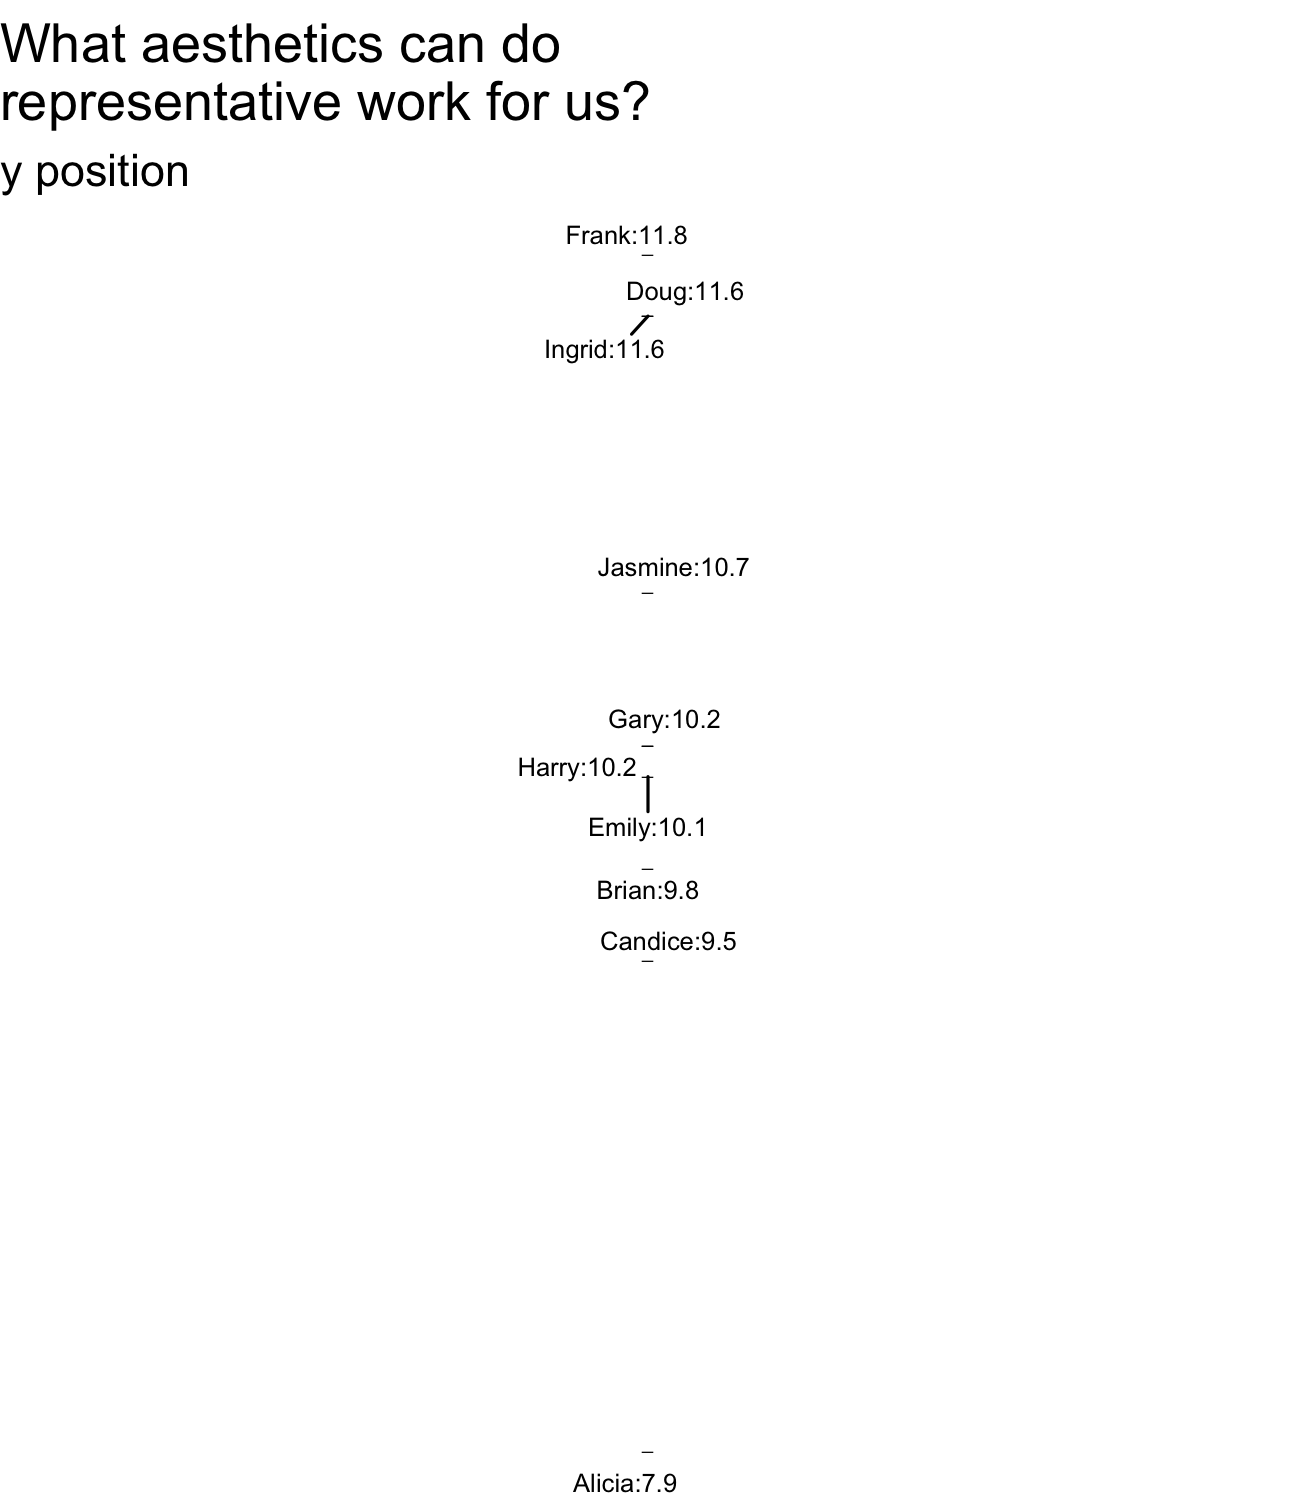 What aesthetics can do
representative work for us?
y position
Frank:11.8
Doug:11.6
Ingrid:11.6
Jasmine:10.7
Gary:10.2
Harry:10.2
Emily:10.1
Brian:9.8
Candice:9.5
Alicia:7.9